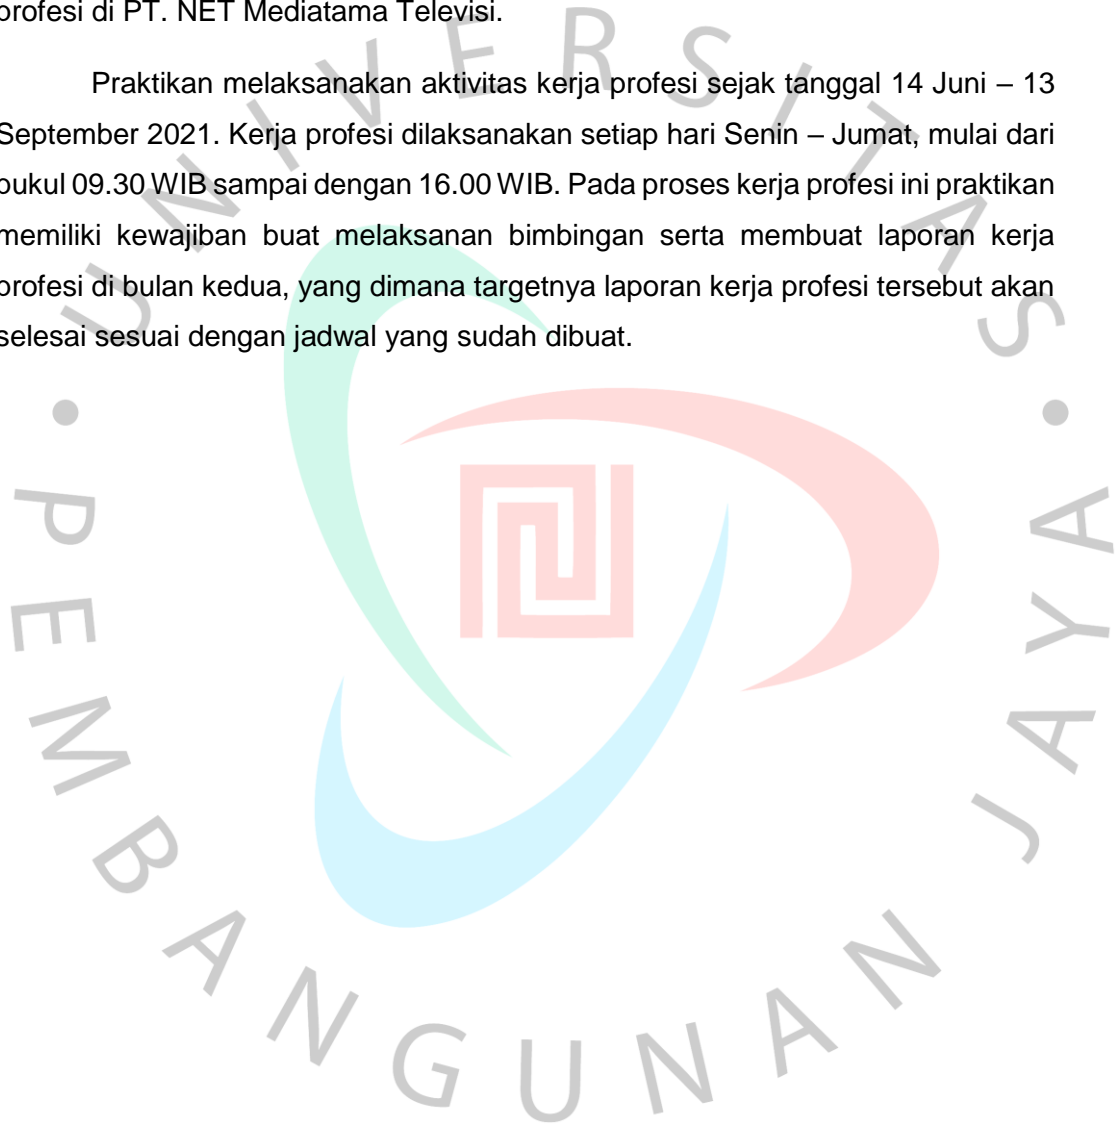 profesi di PT. NET Mediatama Televisi.
Praktikan melaksanakan aktivitas kerja profesi sejak tanggal 14 Juni – 13
September 2021. Kerja profesi dilaksanakan setiap hari Senin – Jumat, mulai dari
pukul 09.30 WIB sampai dengan 16.00 WIB. Pada proses kerja profesi ini praktikan
memiliki kewajiban buat melaksanan bimbingan serta membuat laporan kerja
profesi di bulan kedua, yang dimana targetnya laporan kerja profesi tersebut akan
selesai sesuai dengan jadwal yang sudah dibuat.
UNIVERSITAS • PEMBANGUNAN JAYA •